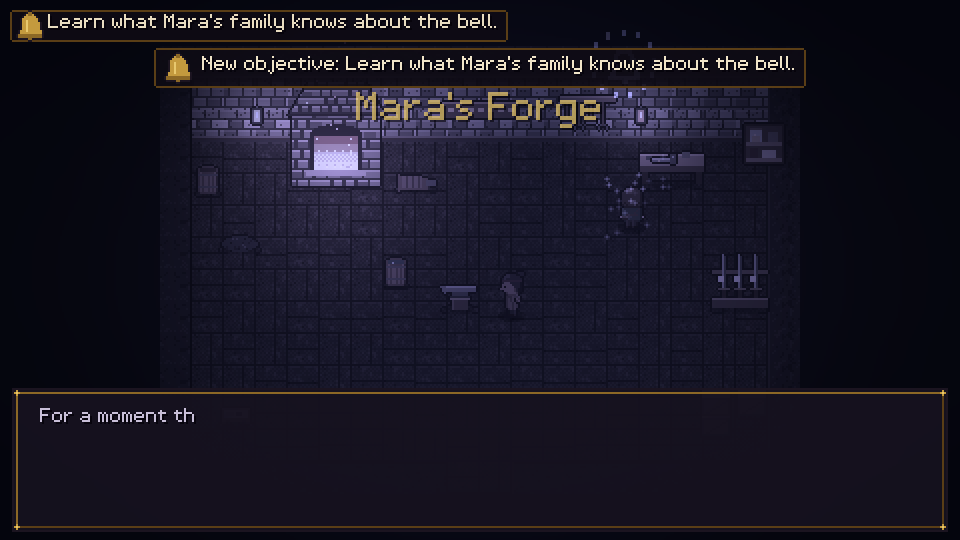 Learn what Mara's family knows about the bell.
New objective: Learn what Mara's family knows about the bell.
Mara's Forge
For a moment th